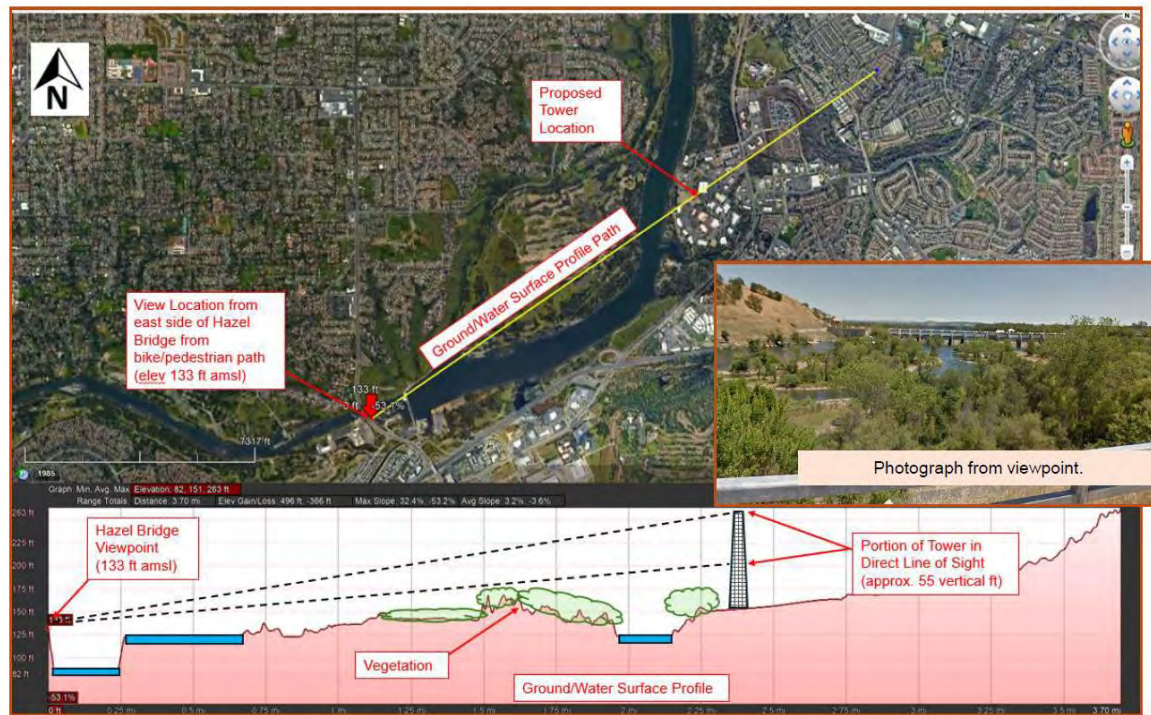 N
N
Proposed
Tower
Location
View Location from
east side of Hazel
Bridge from
bike/pedestrian path
(elev 133 ft amsl)
Ground/Water Surface Profile Path
133 ft
7317 ft
1985
Photograph from viewpoint.
Graph: Min, Avg, Max Elevation: 82, 151, 263 ft
Range Totals: Distance: 3.70 mi Elev Gain/Loss: 496 ft, -366 ft Max Slope: 32.4%, -53.2% Avg Slope: 3.2%, -3.6%
263 ft
225 ft
200 ft
175 ft
150 ft
125 ft
100 ft
82 ft
Hazel Bridge
Viewpoint
(133 ft amsl)
Portion of Tower in
Direct Line of Sight
(approx. 55 vertical ft)
Vegetation
Ground/Water Surface Profile
-53.1%
0 ft 0.25 mi 0.5 mi 0.75 mi 1 mi 1.25 mi 1.5 mi 1.75 mi 2 mi 2.25 mi 2.5 mi 2.75 mi 3 mi 3.5 mi 3.70 mi